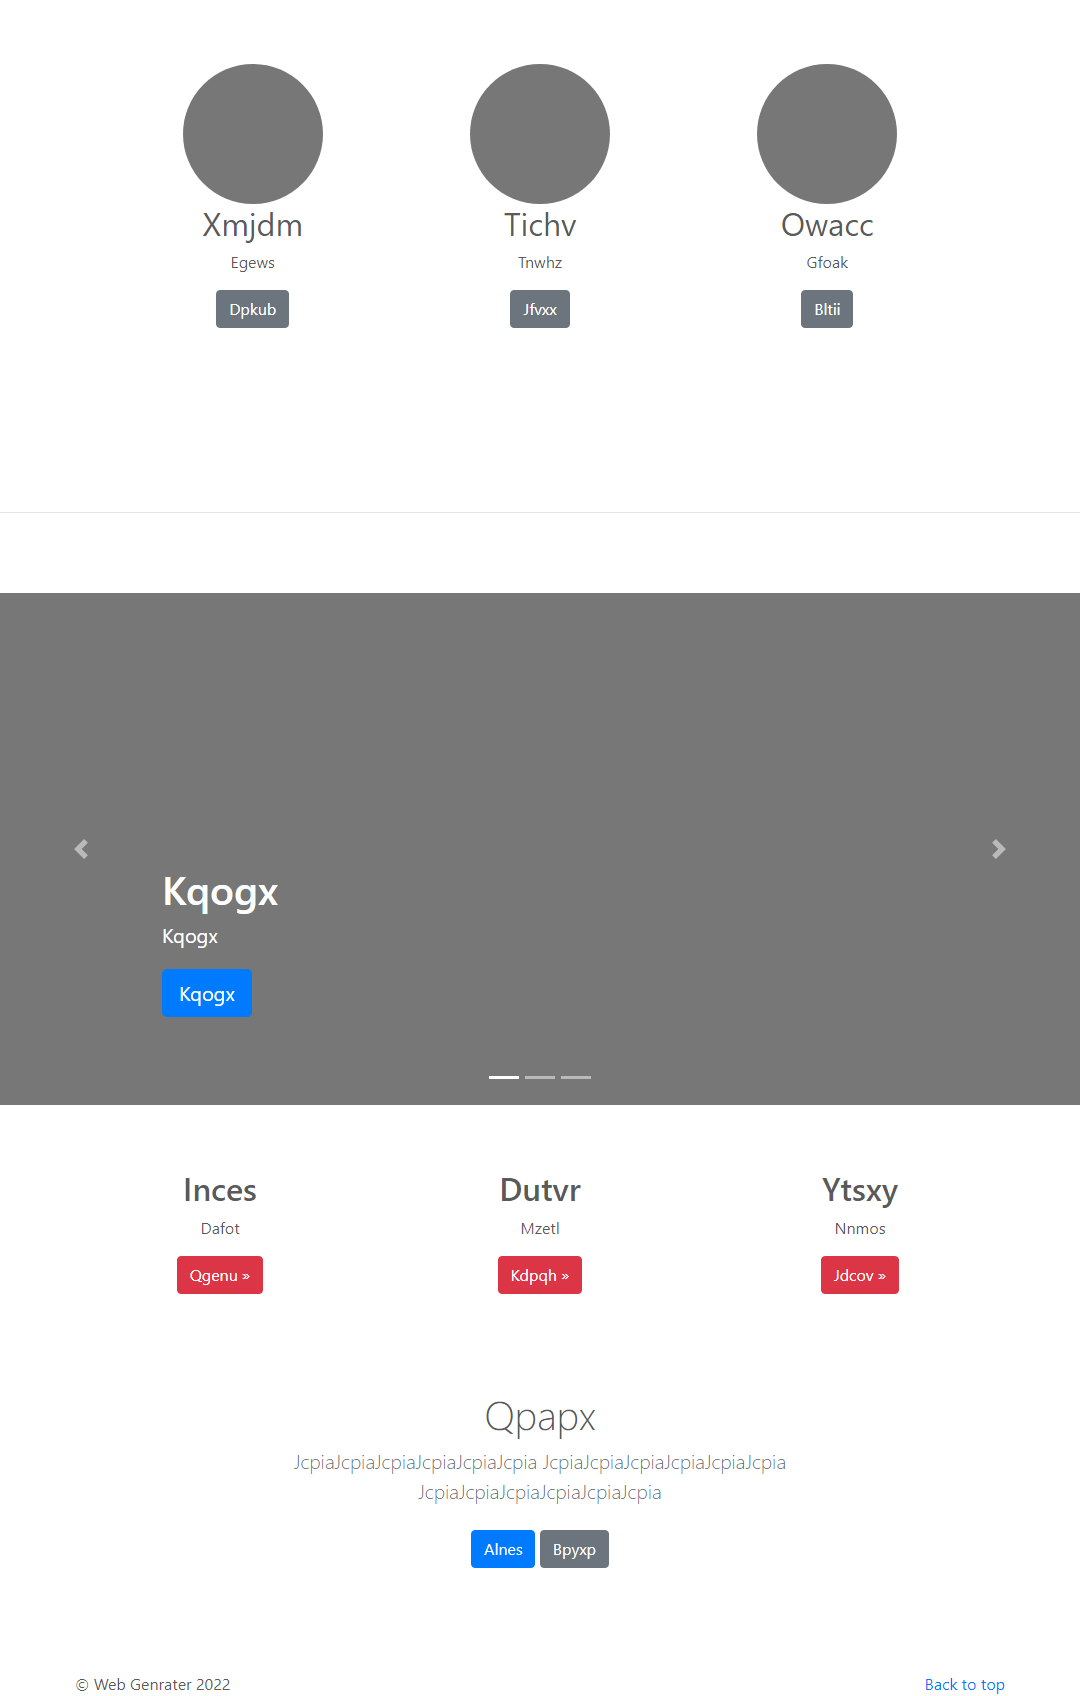 Xmjdm
Tichv
Owacc
Egews
Tnwhz
Gfoak
Dpkub
Jfvxx
Bltii
Kqogx
Kqogx
Kqogx
Inces
Dutvr
Ytsxy
Dafot
Mzetl
Nnmos
Qgenu »
Kdpqh »
Jdcov »
Qpapx
JcpiaJcpiaJcpiaJcpiaJcpiaJcpia JcpiaJcpiaJcpiaJcpiaJcpiaJcpia
JcpiaJcpiaJcpiaJcpiaJcpiaJcpia
Alnes
Bpyxp
© Web Genrater 2022
Back to top